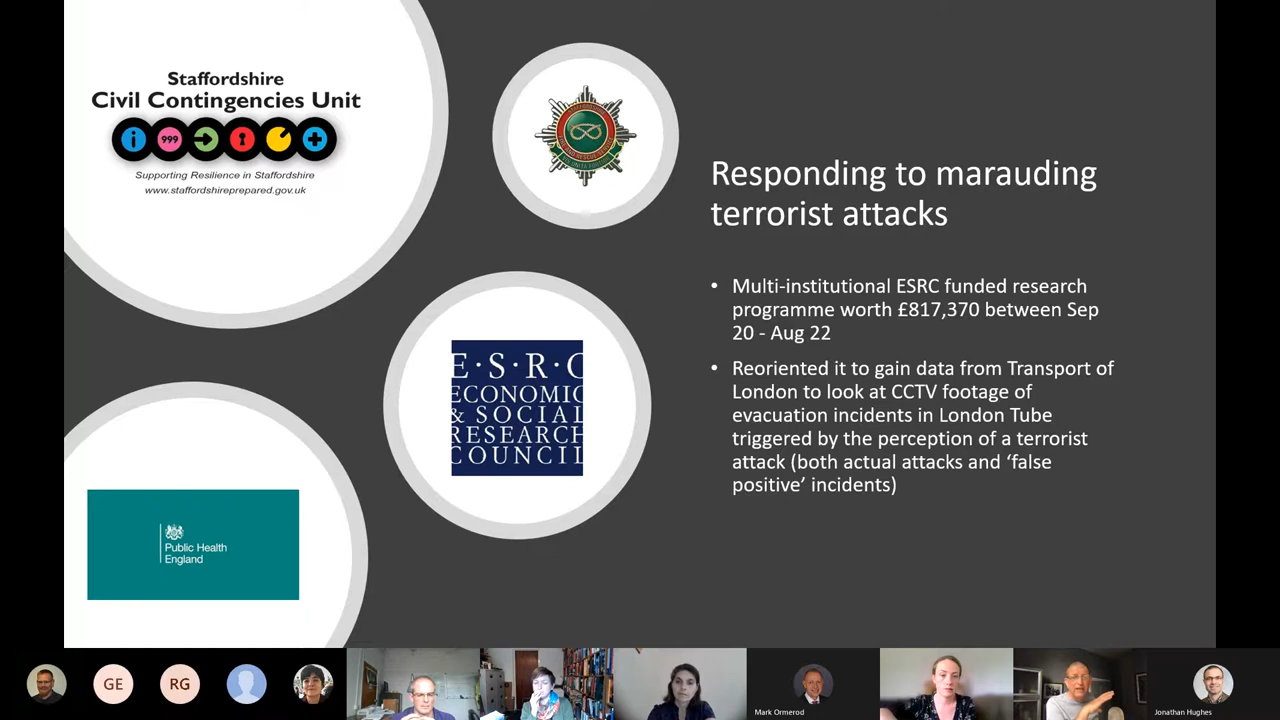 Staffordshire
Civil Contingencies Unit
i 999
Supporting Resilience in Staffordshire
www.staffordshireprepared.gov.uk
Responding to marauding
terrorist attacks
• Multi-institutional ESRC funded research
programme worth £817,370 between Sep
20 - Aug 22
• Reoriented it to gain data from Transport of
London to look at CCTV footage of
evacuation incidents in London Tube
triggered by the perception of a terrorist
attack (both actual attacks and ‘false
positive’ incidents)
E·S·R·C
ECONOMIC
& SOCIAL
RESEARCH
COUNCIL
Public Health
England
GE
RG
Mark Ormerod
Jonathan Hughes